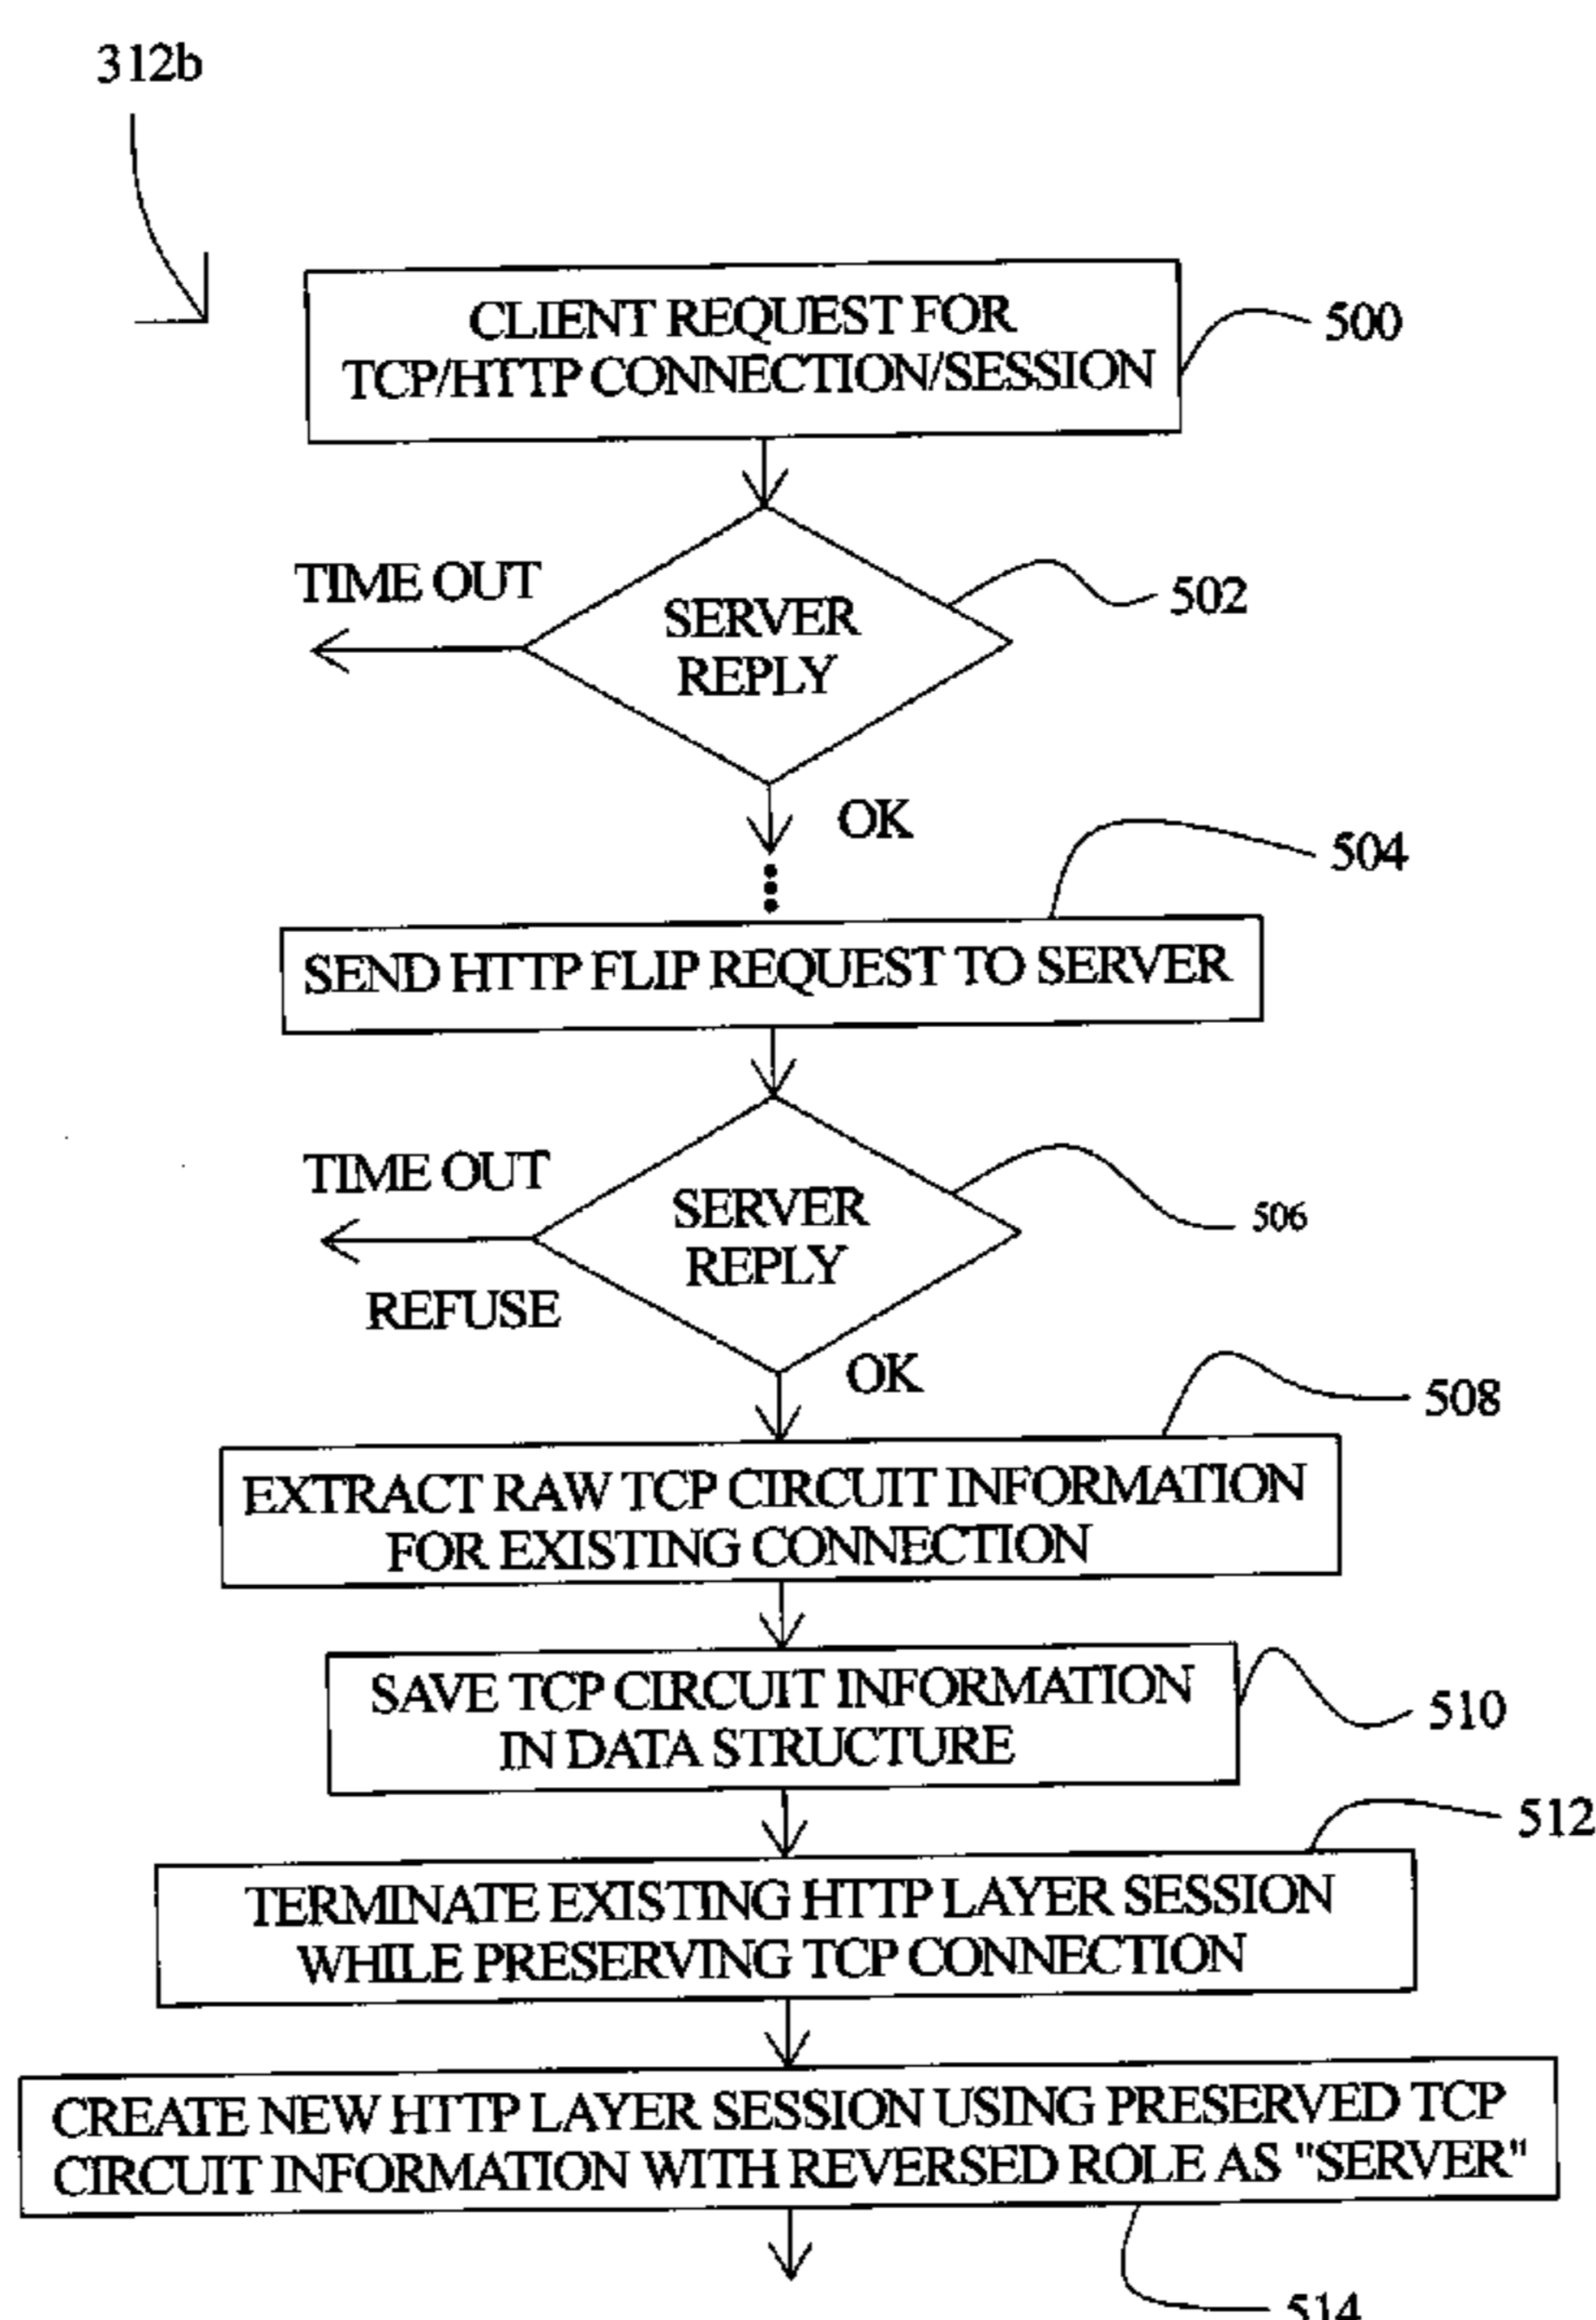 312b
CLIENT REQUEST FOR
TCP/HTTP CONNECTION/SESSION
500
TIME OUT
SERVER
REPLY
502
OK
504
SEND HTTP FLIP REQUEST TO SERVER
TIME OUT
SERVER
REPLY
506
REFUSE
OK
508
EXTRACT RAW TCP CIRCUIT INFORMATION
FOR EXISTING CONNECTION
SAVE TCP CIRCUIT INFORMATION
IN DATA STRUCTURE
510
512
TERMINATE EXISTING HTTP LAYER SESSION
WHILE PRESERVING TCP CONNECTION
CREATE NEW HTTP LAYER SESSION USING PRESERVED TCP
CIRCUIT INFORMATION WITH REVERSED ROLE AS "SERVER"
514